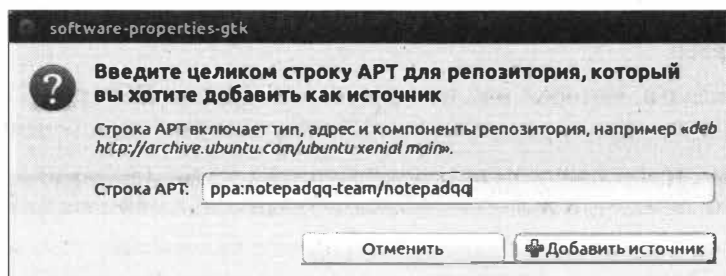 software-properties-gtk
Введите целиком строку APT для репозитория, который
вы хотите добавить как источник
Строка APT включает тип, адрес и компоненты репозитория, например «deb
http://archive.ubuntu.com/ubuntu xenial main».
Строка APT: ppa:notepadqq-team/notepadqq
Отменить Добавить источник